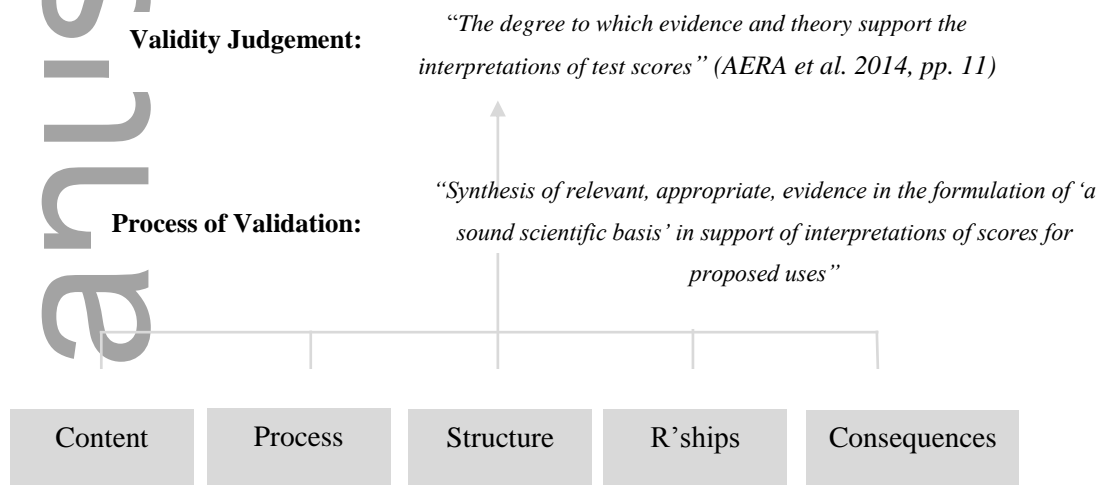 anus
Validity Judgement:
“The degree to which evidence and theory support the
interpretations of test scores” (AERA et al. 2014, pp. 11)
Process of Validation:
“Synthesis of relevant, appropriate, evidence in the formulation of ‘a
sound scientific basis’ in support of interpretations of scores for
proposed uses”
Content
Process
Structure
R’ships
Consequences